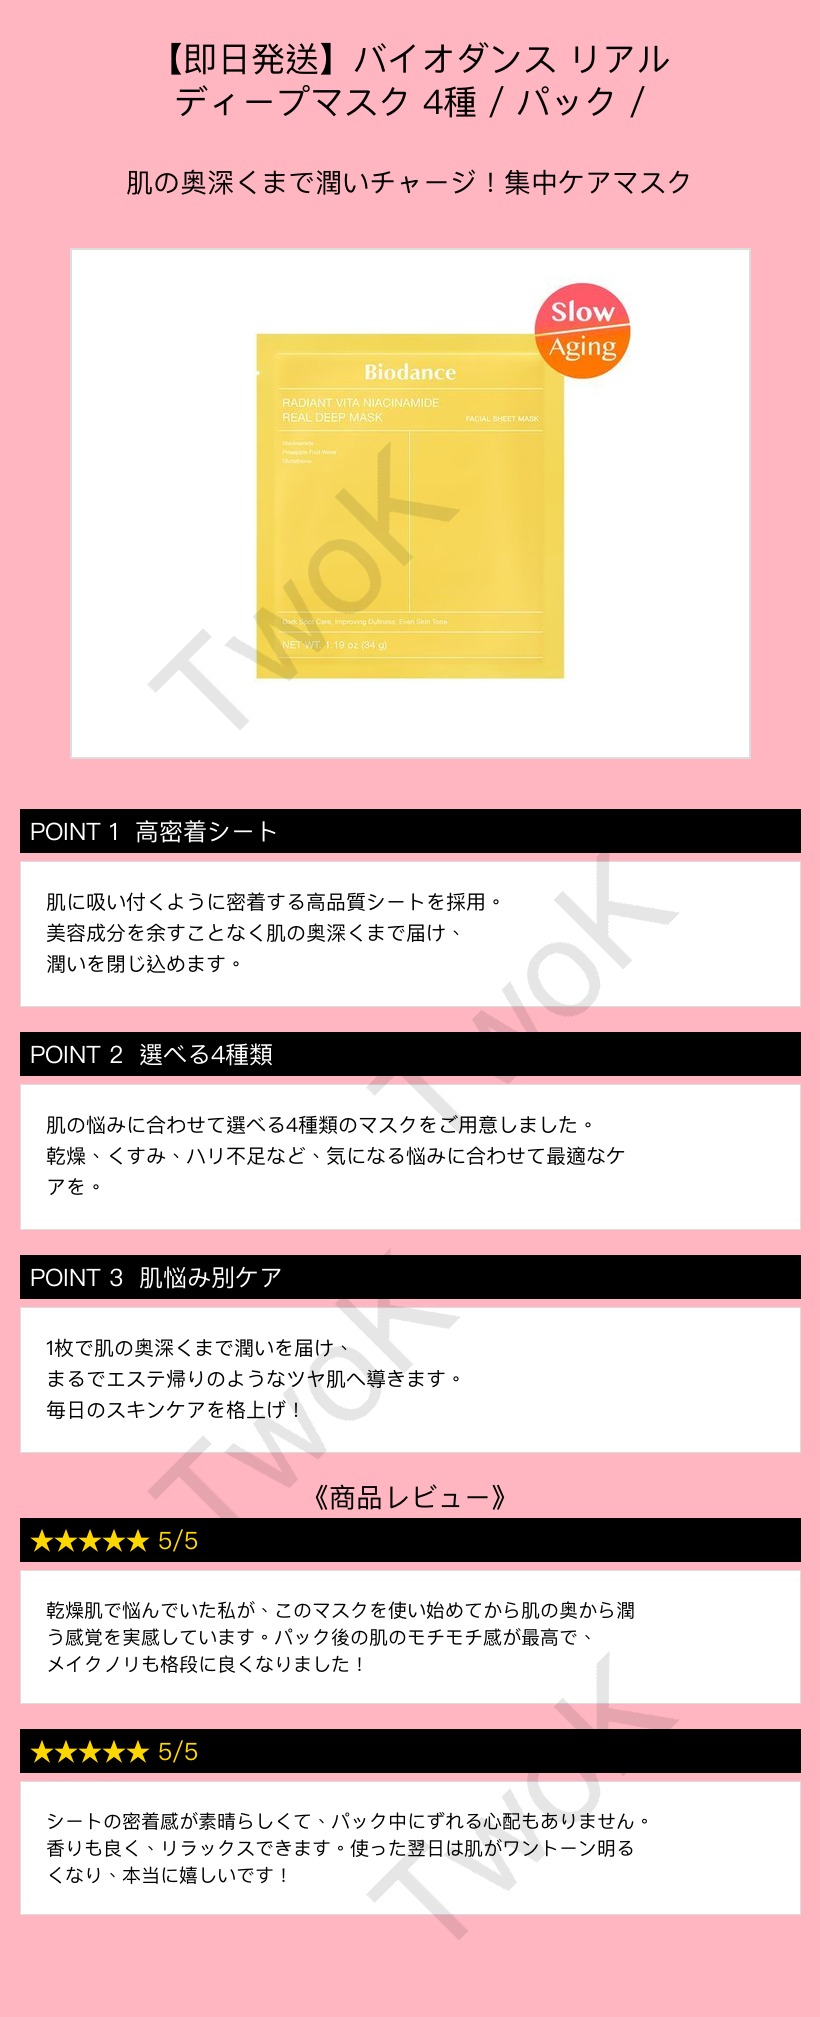 【即日発送】バイオダンス リアル
ディープマスク 4種 / パック /
肌の奥深くまで潤いチャージ！集中ケアマスク
Slow
Aging
Biodance
RADIANT VITA NIACINAMIDE
REAL DEEP MASK
FACIAL SHEET MASK
Niacinamide
Pineapple Fruit Water
Glutathione
Dark Spot Care, Improving Dullness, Even Skin Tone
NET WT. 1.19 oz (34 g)
TwoK
POINT 1 高密着シート
肌に吸い付くように密着する高品質シートを採用。
美容成分を余すことなく肌の奥深くまで届け、
潤いを閉じ込めます。
TwoK
POINT 2 選べる4種類
肌の悩みに合わせて選べる4種類のマスクをご用意しました。
乾燥、くすみ、ハリ不足など、気になる悩みに合わせて最適なケ
アを。
POINT 3 肌悩み別ケア
1枚で肌の奥深くまで潤いを届け、
まるでエステ帰りのようなツヤ肌へ導きます。
毎日のスキンケアを格上げ！
TwoK
《商品レビュー》
★★★★★ 5/5
乾燥肌で悩んでいた私が、このマスクを使い始めてから肌の奥から潤
う感覚を実感しています。パック後の肌のモチモチ感が最高で、
メイクノリも格段に良くなりました！
★★★★★ 5/5
シートの密着感が素晴らしくて、パック中にずれる心配もありません。
香りも良く、リラックスできます。使った翌日は肌がワントーン明る
くなり、本当に嬉しいです！
TwoK